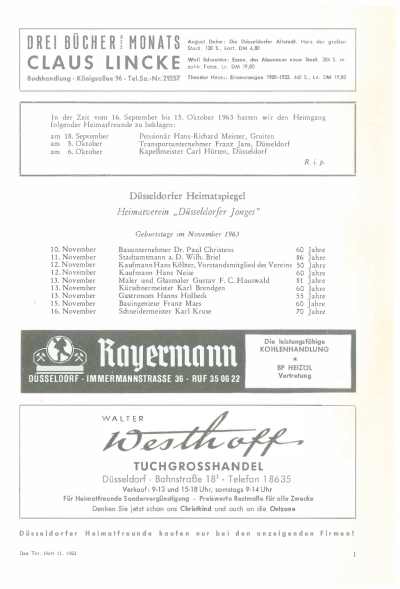 DREI BÜCHER DES MONATS
CLAUS LINCKE
Buchhandlung · Königsallee 96 · Tel.Sa.-Nr. 29257
August Dahm: Die Düsseldorfer Altstadt. Herz der großen
Stadt. 138 S., kart. DM 6,80
Wolf Schneider: Essen, das Abenteuer einer Stadt. 384 S. m.
zahlr. Fotos, Ln. DM 19,80
Theodor Heuss: Erinnerungen 1905-1933. 460 S., Ln. DM 19,80
In der Zeit vom 16. September bis 15. Oktober 1963 hatten wir den Heimgang
folgender Heimatfreunde zu beklagen:
am 18. September Pensionär Hans-Richard Meister, Gruiten
am 5. Oktober Transportunternehmer Franz Jans, Düsseldorf
am 6. Oktober Kapellmeister Carl Hütten, Düsseldorf
R. i. p.
Düsseldorfer Heimatspiegel
Heimatverein „Düsseldorfer Jonges"
Geburtstage im November 1963
10. November Bauunternehmer Dr. Paul Christens 60 Jahre
11. November Stadtamtmann a. D. Wilh. Briel 86 Jahre
12. November Kaufmann Hans Kölzer, Vorstandsmitglied des Vereins 50 Jahre
12. November Kaufmann Hans Neise 60 Jahre
13. November Maler und Glasmaler Gustav F. C. Hauswald 81 Jahre
13. November Kürschnermeister Karl Brendgen 60 Jahre
13. November Gastronom Hanns Holbeck 55 Jahre
15. November Bauingenieur Franz Maes 60 Jahre
16. November Schneidermeister Karl Kruse 70 Jahre
Rayermann
DÜSSELDORF · IMMERMANNSTRASSE 36 · RUF 35 06 22
Die leistungsfähige
KOHLENHANDLUNG
*
BP HEIZÖL
Vertretung
WALTER
Westhoff
TUCHGROSSHANDEL
Düsseldorf · Bahnstraße 18¹ · Telefon 18635
Verkauf: 9-13 und 15-18 Uhr, samstags 9-14 Uhr
Für Heimatfreunde Sondervergünstigung - Preiswerte Restmaße für alle Zwecke
Denken Sie jetzt schon ans Christkind und auch an die Ostzone
Düsseldorfer Heimatfreunde kaufen nur bei den anzeigenden Firmen!
Das Tor, Heft 11, 1963
1